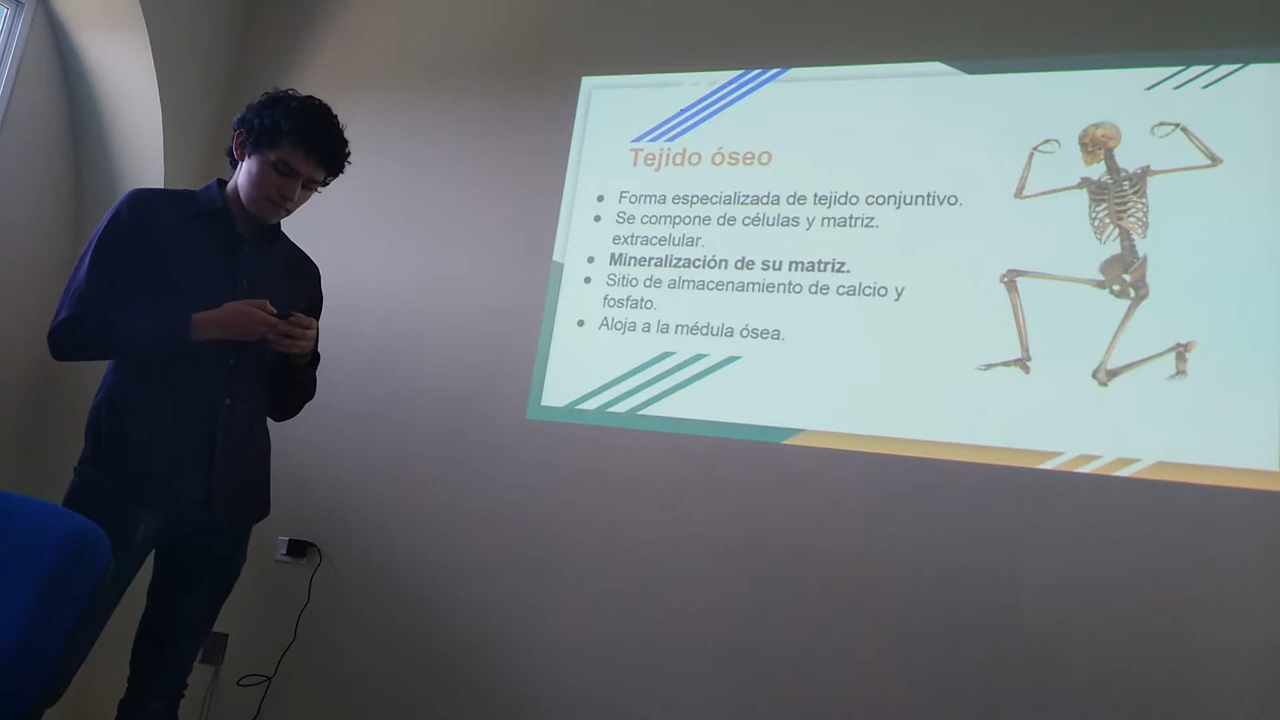 Tejido óseo
● Forma especializada de tejido conjuntivo.
● Se compone de células y matriz.
extracelular.
● Mineralización de su matriz.
● Sitio de almacenamiento de calcio y
fosfato.
● Aloja a la médula ósea.